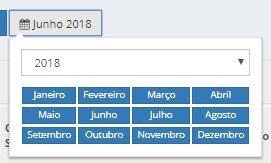 Junho 2018
2018
Janeiro Fevereiro Março Abril
Maio Junho Julho Agosto
Setembro Outubro Novembro Dezembro